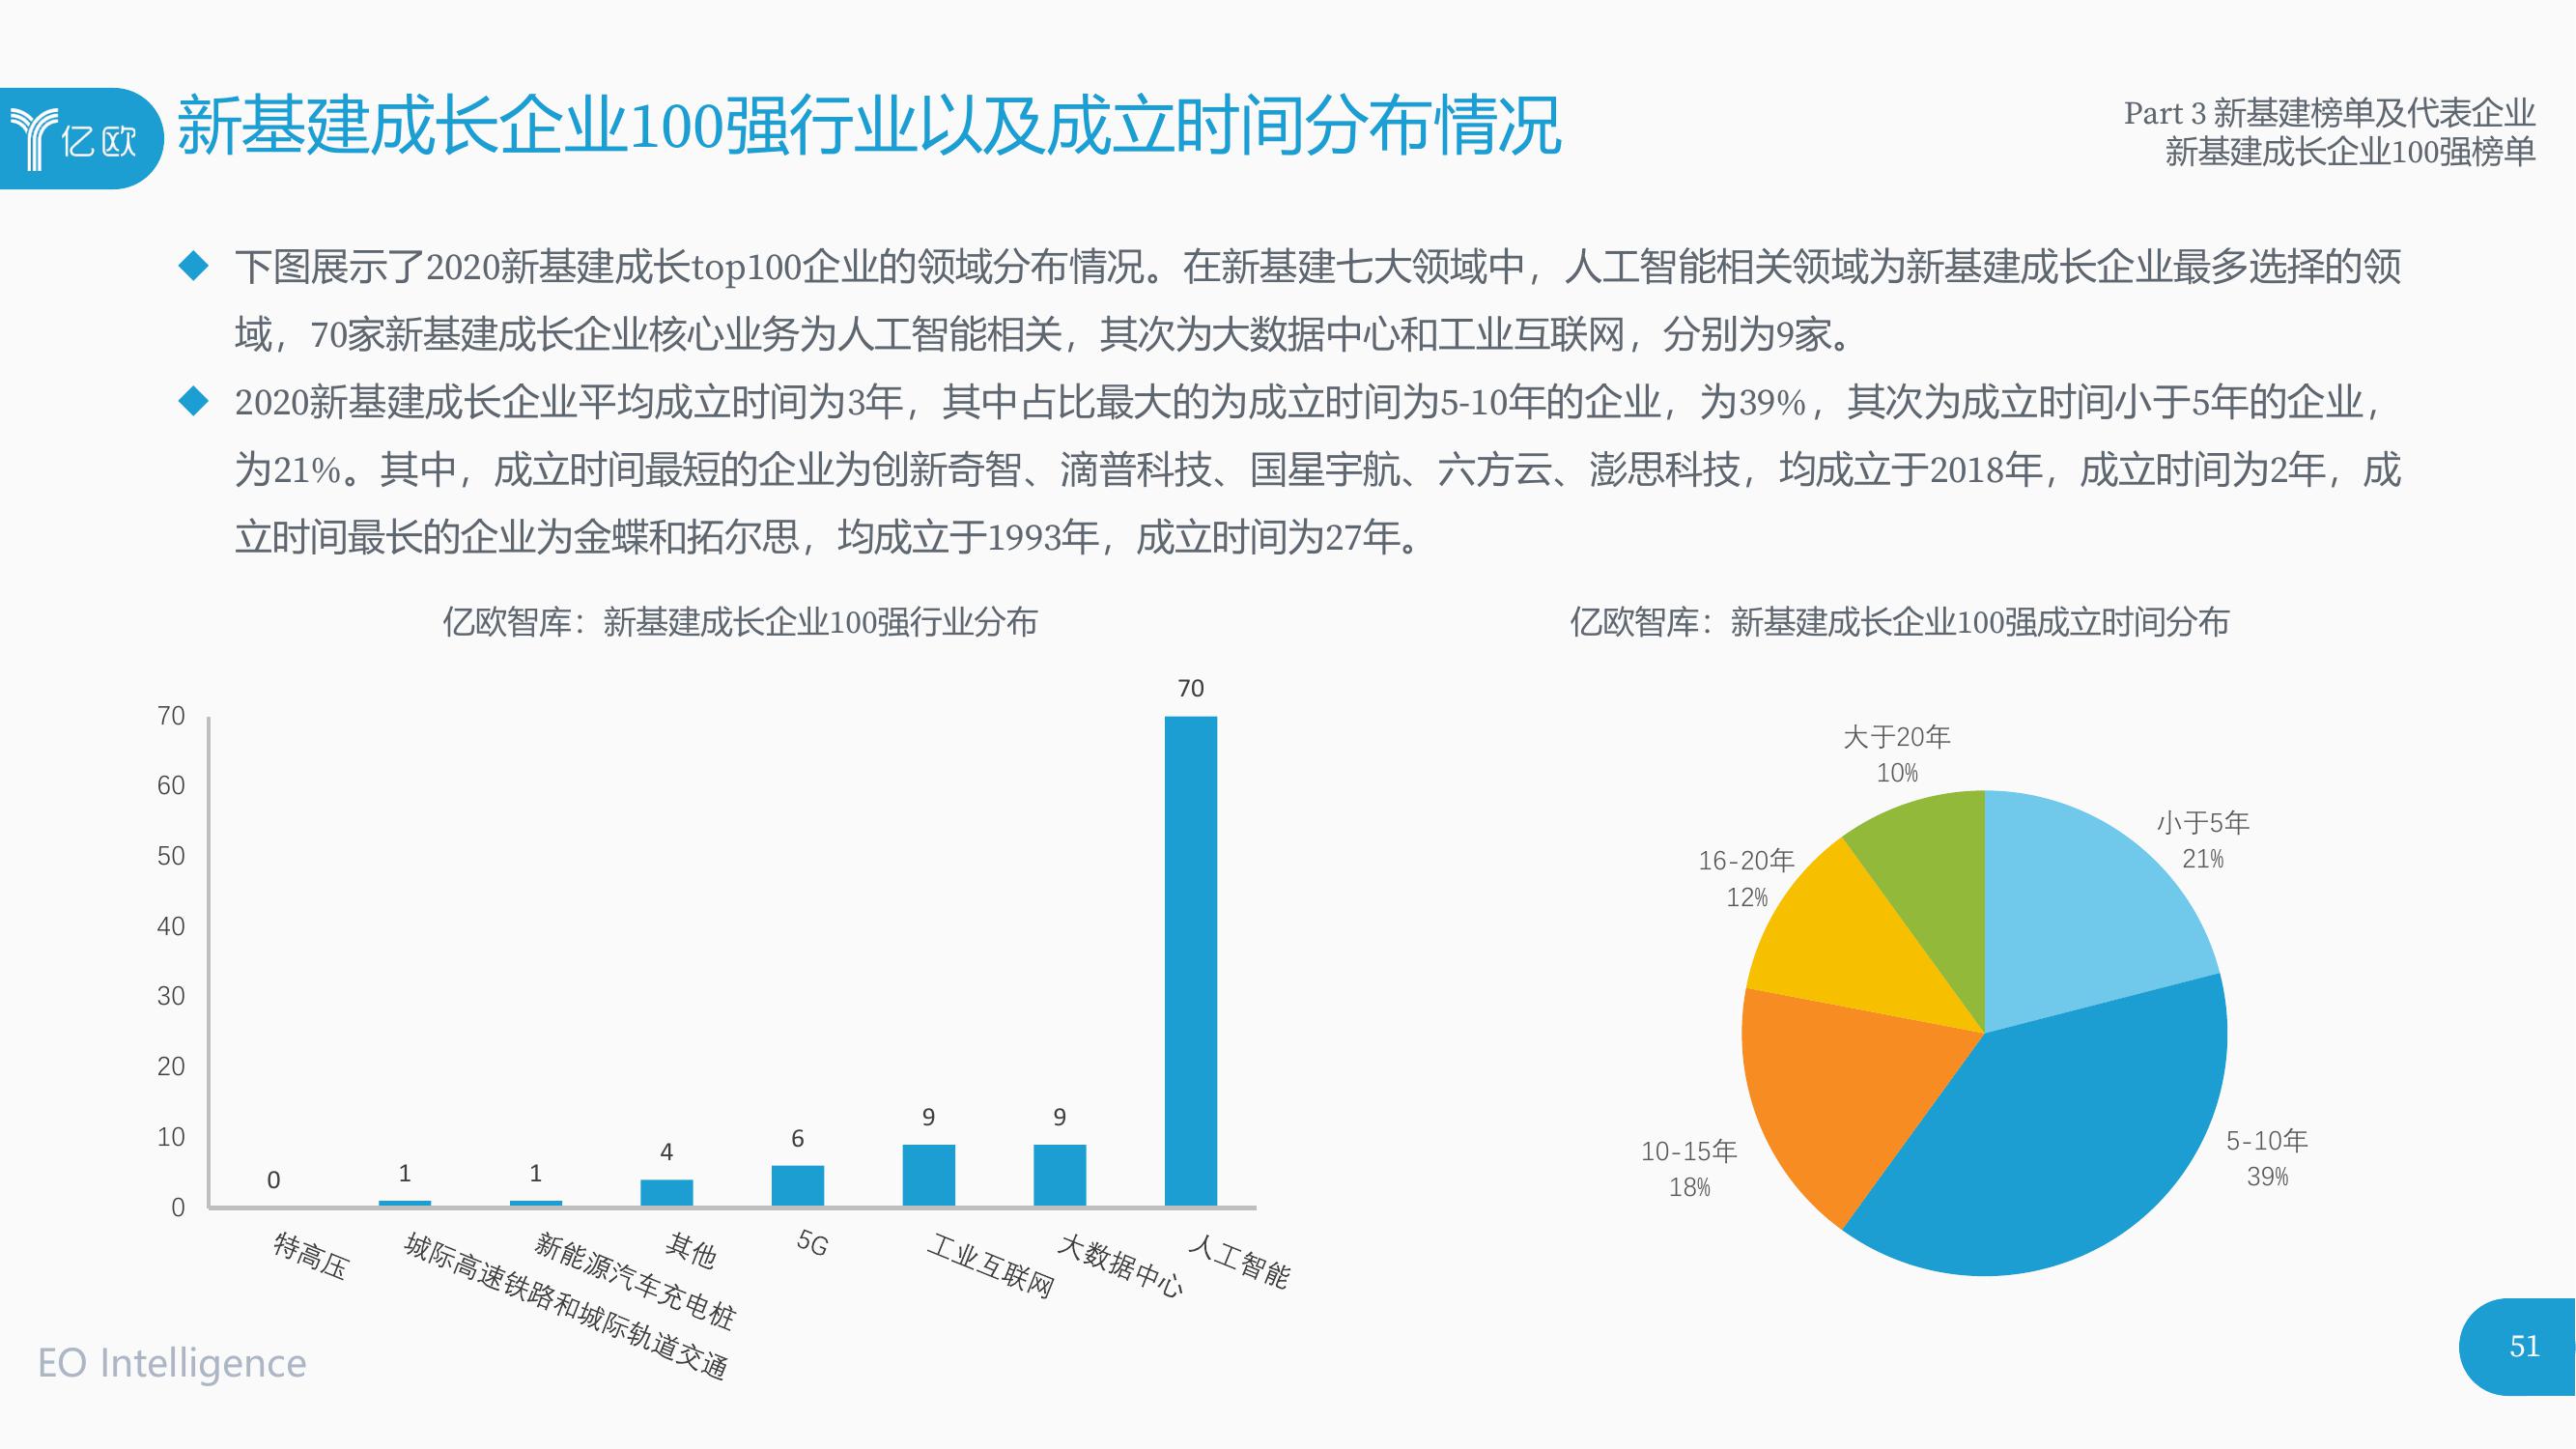 亿欧
新基建成长企业100强行业以及成立时间分布情况
Part 3 新基建榜单及代表企业
新基建成长企业100强榜单
下图展示了2020新基建成长top100企业的领域分布情况。在新基建七大领域中，人工智能相关领域为新基建成长企业最多选择的领
域，70家新基建成长企业核心业务为人工智能相关，其次为大数据中心和工业互联网，分别为9家。
2020新基建成长企业平均成立时间为3年，其中占比最大的为成立时间为5-10年的企业，为39%，其次为成立时间小于5年的企业，
为21%。其中，成立时间最短的企业为创新奇智、滴普科技、国星宇航、六方云、澎思科技，均成立于2018年，成立时间为2年，成
立时间最长的企业为金蝶和拓尔思，均成立于1993年，成立时间为27年。
亿欧智库：新基建成长企业100强行业分布
70
60
50
40
30
20
10
0
0
1
1
4
6
9
9
70
特高压
城际高速铁路和城际轨道交通
新能源汽车充电桩
其他
5G
工业互联网
大数据中心
人工智能
亿欧智库：新基建成长企业100强成立时间分布
大于20年
10%
小于5年
21%
16-20年
12%
10-15年
18%
5-10年
39%
EO Intelligence
51